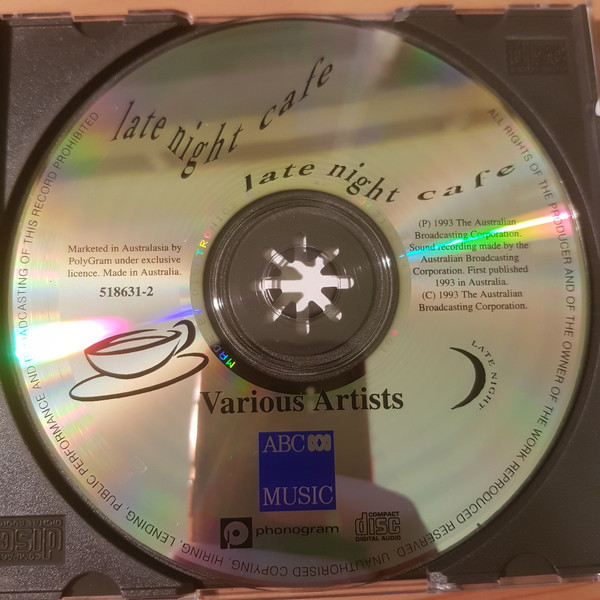 late night cafe
late night cafe
Marketed in Australasia by
PolyGram under exclusive
licence. Made in Australia.
518631-2
(P) 1993 The Australian
Broadcasting Corporation.
Sound recording made by the
Australian Broadcasting
Corporation. First published
1993 in Australia.
(C) 1993 The Australian
Broadcasting Corporation.
LATE NIGHT
Various Artists
ABC
MUSIC
p phonogram
COMPACT
disc
DIGITAL AUDIO
ALL RIGHTS OF THE PRODUCER AND OF THE OWNER OF THE WORK REPRODUCED RESERVED UNAUTHORISED COPYING, HIRING, LENDING, PUBLIC PERFORMANCE AND BROADCASTING OF THIS RECORD PROHIBITED